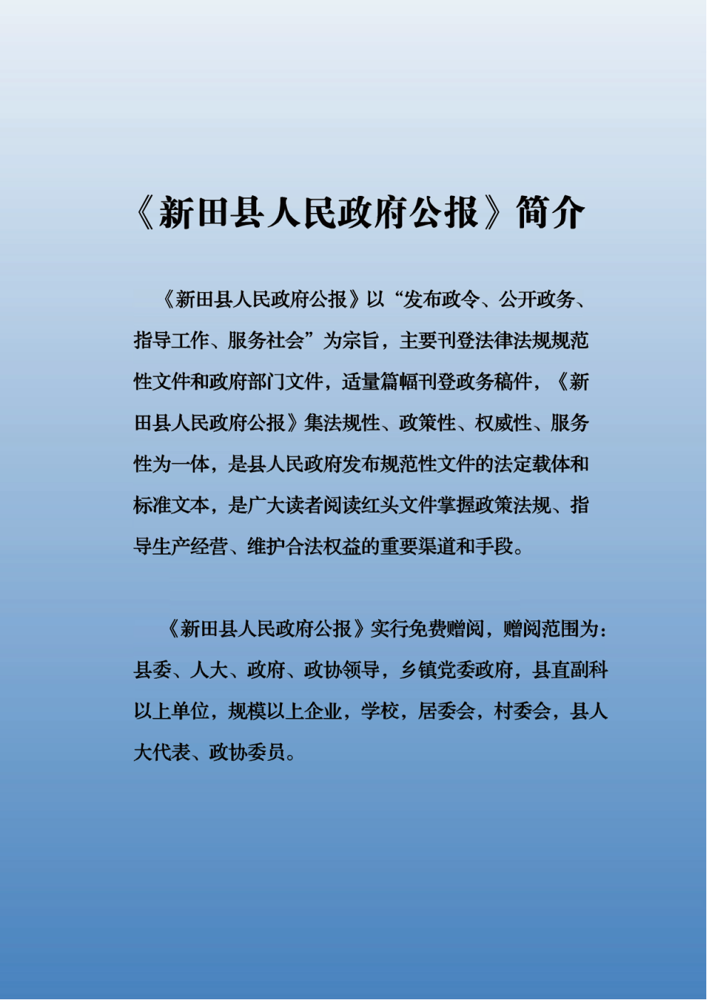 《新田县人民政府公报》简介
《新田县人民政府公报》以“发布政令、公开政务、
指导工作、服务社会”为宗旨，主要刊登法律法规规范
性文件和政府部门文件，适量篇幅刊登政务稿件，《新
田县人民政府公报》集法规性、政策性、权威性、服务
性为一体，是县人民政府发布规范性文件的法定载体和
标准文本，是广大读者阅读红头文件掌握政策法规、指
导生产经营、维护合法权益的重要渠道和手段。
《新田县人民政府公报》实行免费赠阅，赠阅范围为：
县委、人大、政府、政协领导，乡镇党委政府，县直副科
以上单位，规模以上企业，学校，居委会，村委会，县人
大代表、政协委员。